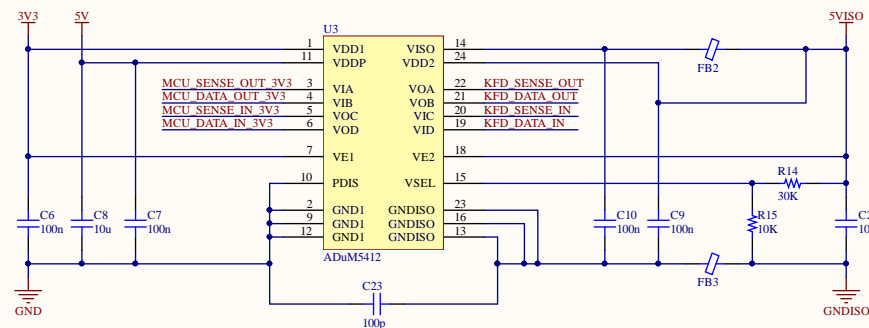 3V3 5V U3 5VISO
1 VDD1 VISO 14
11 VDDP VDD2 24
FB2
MCU_SENSE_OUT_3V3 3 VIA VOA 22 KFD_SENSE_OUT
MCU_DATA_OUT_3V3 4 VIB VOB 21 KFD_DATA_OUT
MCU_SENSE_IN_3V3 5 VOC VIC 20 KFD_SENSE_IN
MCU_DATA_IN_3V3 6 VOD VID 19 KFD_DATA_IN
7 VE1 VE2 18
R14
10 PDIS VSEL 15
30K
2 GND1 GNDISO 23
C6 C8 C7 9 GND1 GNDISO 16 C10 C9 R15
100n 10u 100n 12 GND1 GNDISO 13 100n 100n 10K
ADuM5412
FB3
C23
GND 100p GNDISO